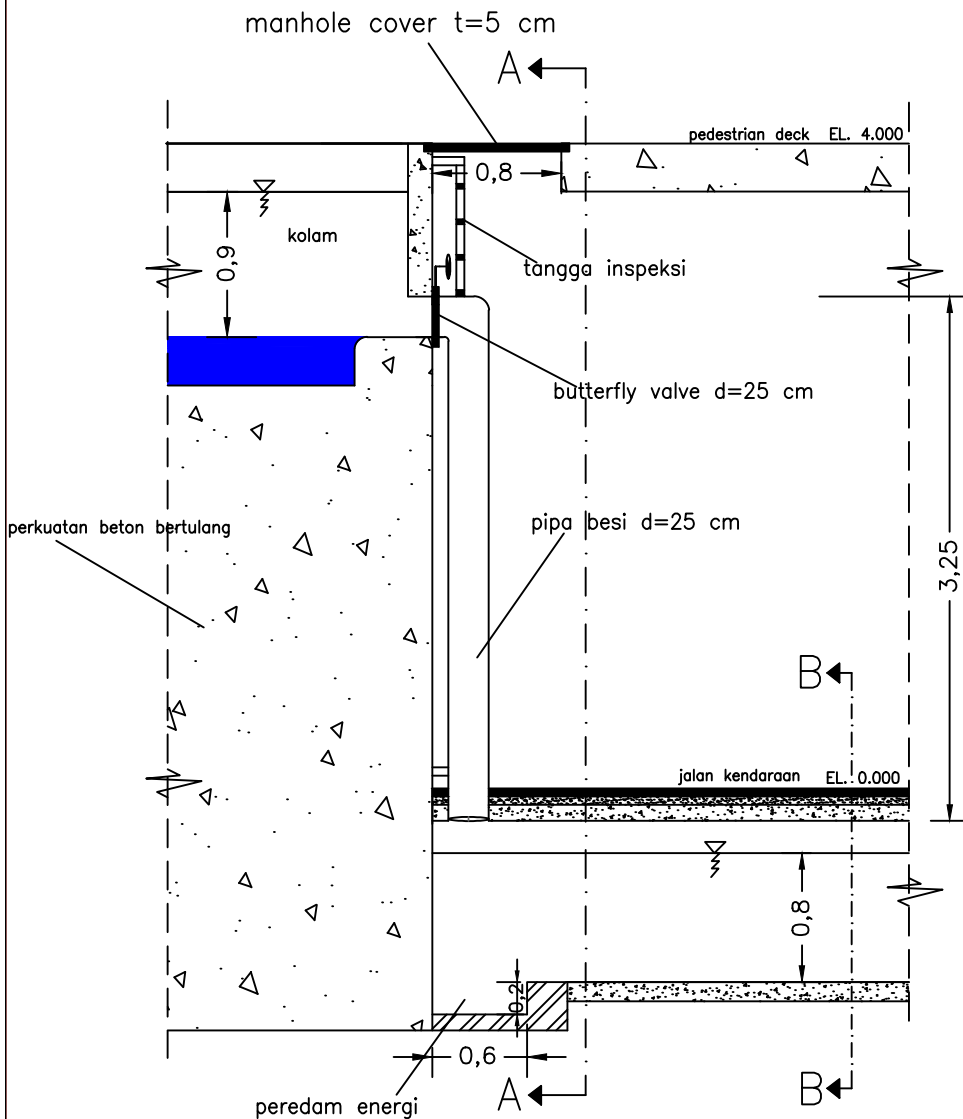 manhole cover t=5 cm
A
pedestrian deck EL. 4.000
0,8
kolam
0,9
tangga inspeksi
butterfly valve d=25 cm
perkuatan beton bertulang
pipa besi d=25 cm
3,25
B
jalan kendaraan EL. 0.000
0,8
0,2
0,6
A
B
peredam energi